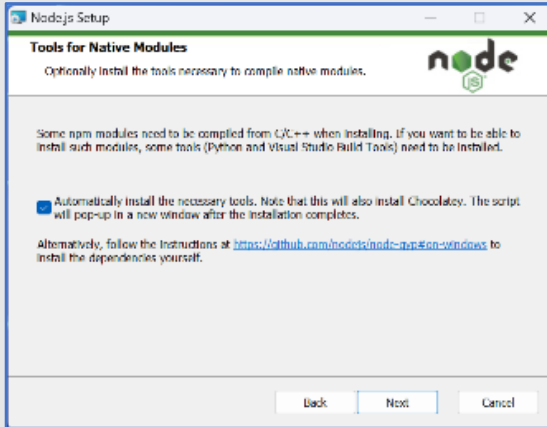 Node.js Setup
Tools for Native Modules
Optionally install the tools necessary to compile native modules.
node
JS
Some npm modules need to be compiled from C/C++ when installing. If you want to be able to
install such modules, some tools (Python and Visual Studio Build Tools) need to be installed.
Automatically install the necessary tools. Note that this will also install Chocolatey. The script
will pop-up in a new window after the installation completes.
Alternatively, follow the instructions at https://github.com/nodejs/node-gyp#on-windows to
install the dependencies yourself.
Back
Next
Cancel